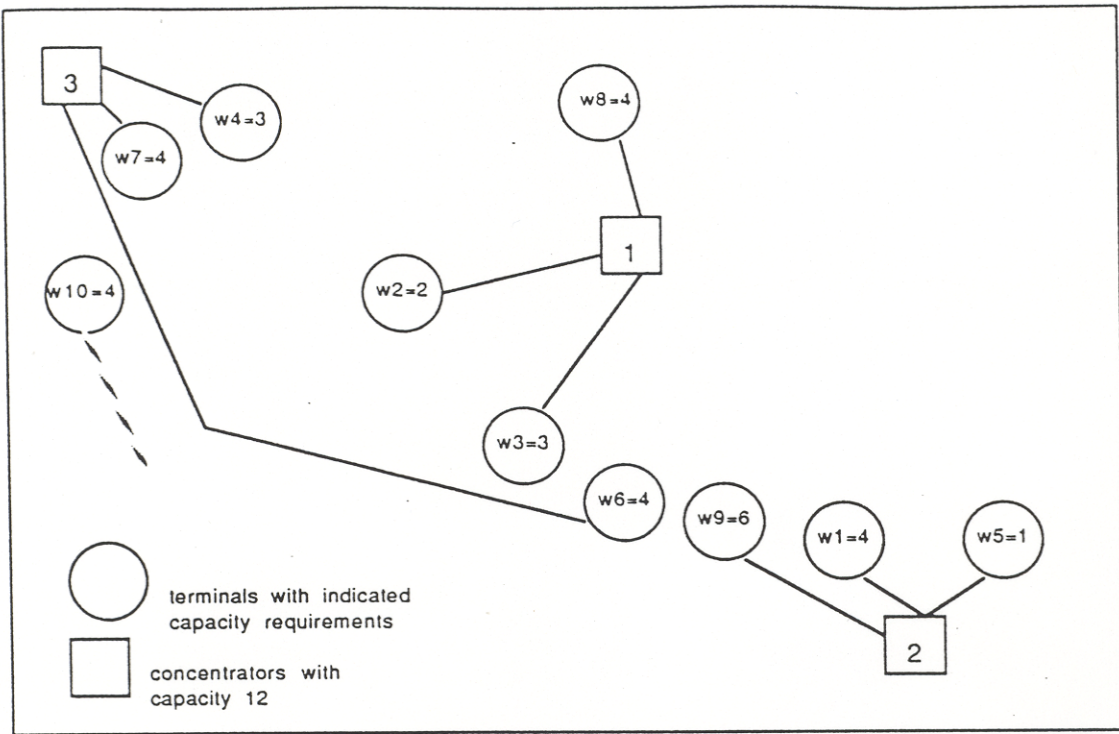 3
w4=3
w8=4
w7=4
1
w10=4
w2=2
w3=3
w6=4
w9=6
w1=4
w5=1
2
terminals with indicated
capacity requirements
concentrators with
capacity 12